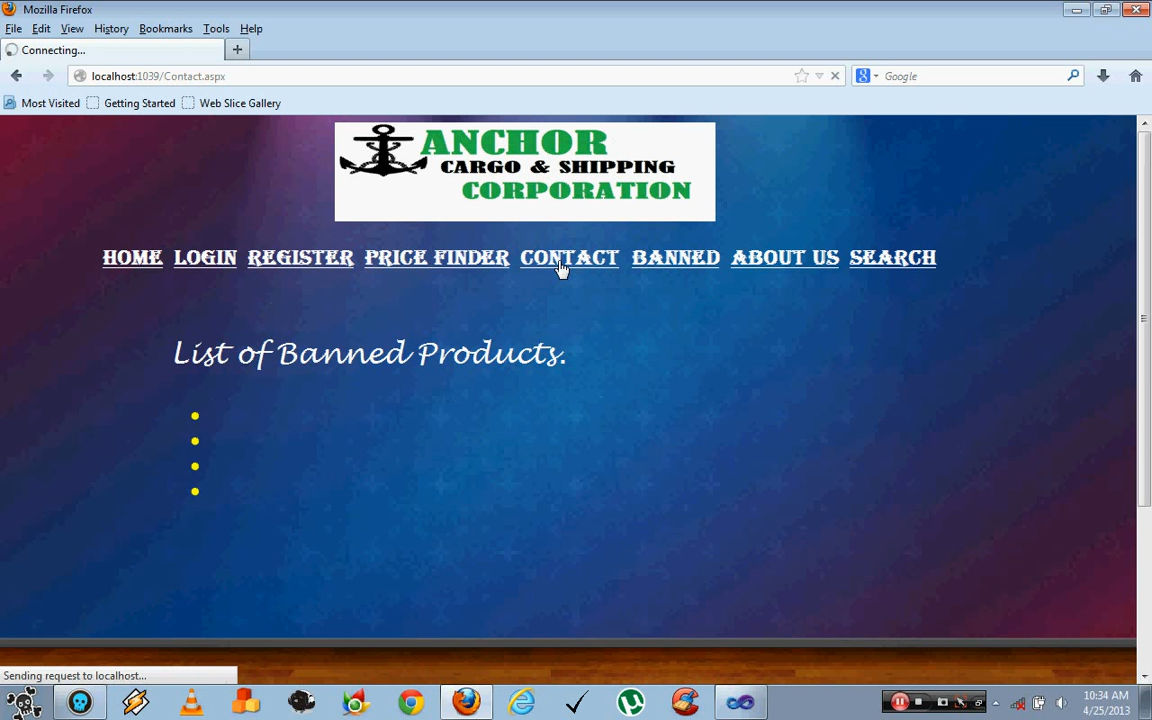 Mozilla Firefox
File Edit View History Bookmarks Tools Help
Connecting...
localhost:1039/Contact.aspx
Google
Most Visited Getting Started Web Slice Gallery
ANCHOR
CARGO & SHIPPING
CORPORATION
HOME LOGIN REGISTER PRICE FINDER CONTACT BANNED ABOUT US SEARCH
List of Banned Products.
Sending request to localhost...
10:34 AM
4/25/2013